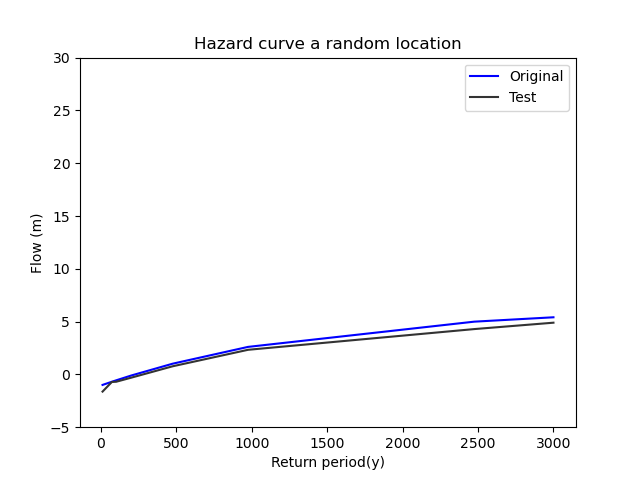 Hazard curve a random location
30
25
20
15
10
5
0
−5
Flow (m)
Original
Test
0 500 1000 1500 2000 2500 3000
Return period(y)